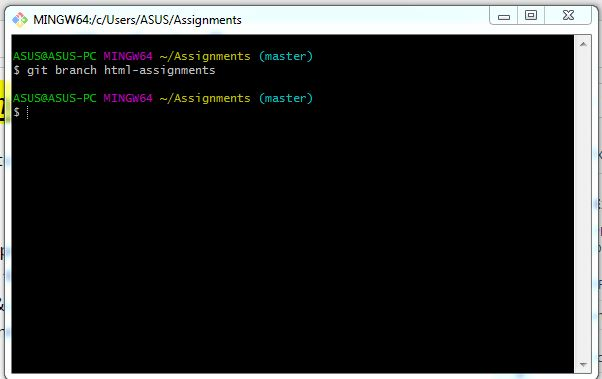 MINGW64:/c/Users/ASUS/Assignments
ASUS@ASUS-PC MINGW64 ~/Assignments (master)
$ git branch html-assignments
ASUS@ASUS-PC MINGW64 ~/Assignments (master)
$